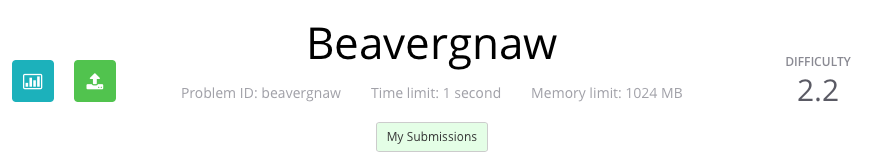 Beavergnaw
DIFFICULTY
2.2
Problem ID: beavergnaw Time limit: 1 second Memory limit: 1024 MB
My Submissions